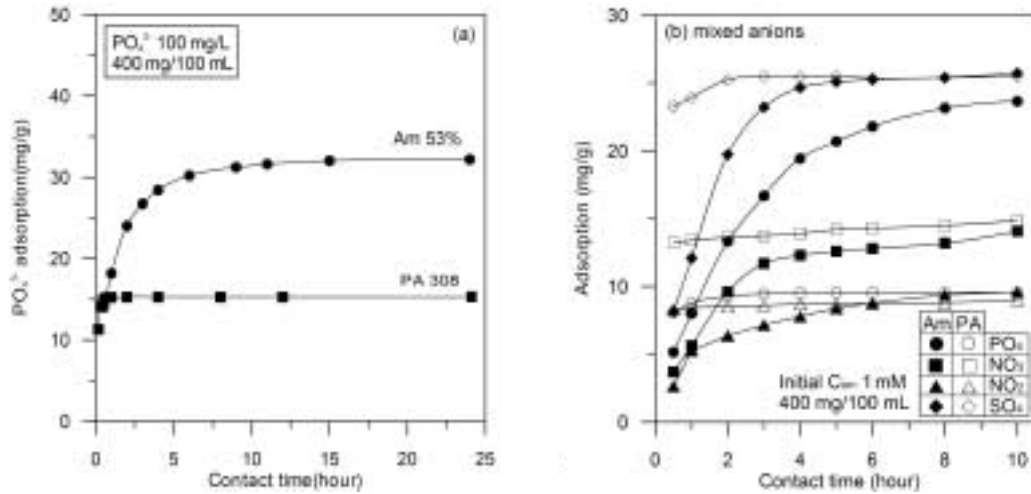 50
40
30
20
10
0
PO₄³⁻ adsorption(mg/g)
PO₄³⁻ 100 mg/L
400 mg/100 mL
(a)
Am 53%
PA 308
0 5 10 15 20 25
Contact time(hour)
30
20
10
0
Adsorption (mg/g)
(b) mixed anions
Initial 1 mM
400 mg/100 mL
Am PA
PO₄
NO₃
NO₂
SO₄
0 2 4 6 8 10
Contact time (hour)